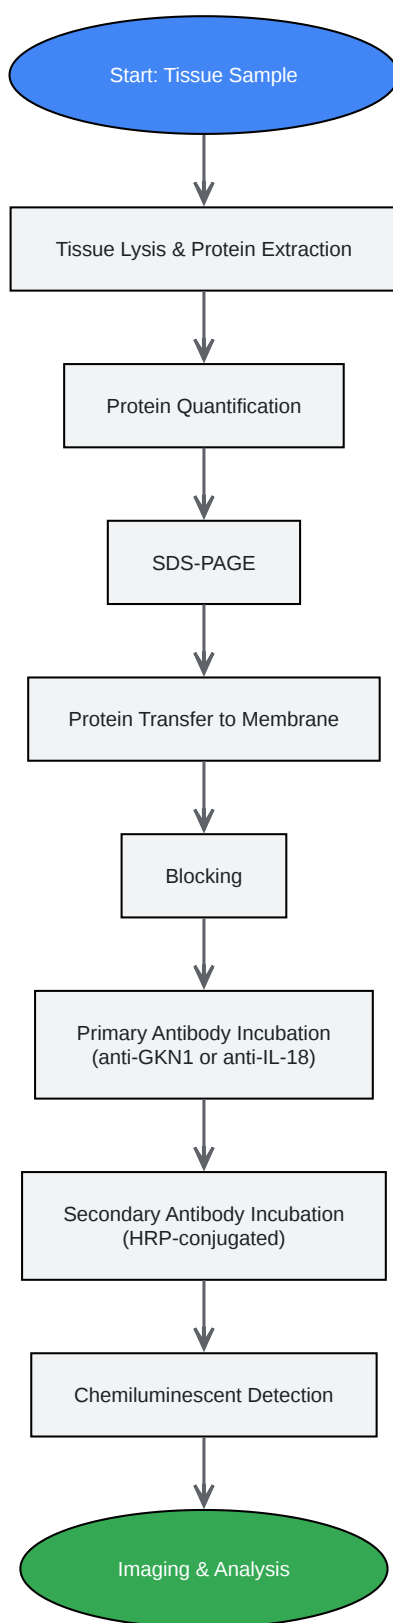 Start: Tissue Sample
Tissue Lysis & Protein Extraction
Protein Quantification
SDS-PAGE
Protein Transfer to Membrane
Blocking
Primary Antibody Incubation
(anti-GKN1 or anti-IL-18)
Secondary Antibody Incubation
(HRP-conjugated)
Chemiluminescent Detection
Imaging & Analysis